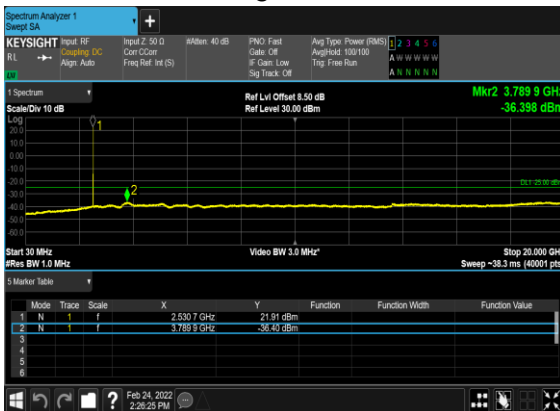 Spectrum Analyzer 1
Swept SA
KEYSIGHT Input: RF Input Z: 50 Ω #Atten: 40 dB PNO: Fast Avg Type: Power (RMS) 1 2 3 4 5 6
RL Coupling: DC Corr CCorr Gate: Off Avg|Hold: 100/100 A W W W W W
Align: Auto Freq Ref: Int (S) IF Gain: Low Trig: Free Run
LW Sig Track: Off A N N N N N
1 Spectrum Ref Lvl Offset 8.50 dB Mkr2 3.789 9 GHz
Scale/Div 10 dB Ref Level 30.00 dBm -36.398 dBm
Log
20.0
10.0
0.00
-10.0
-20.0
-30.0
-40.0
-50.0
-60.0
1
2
DL1 -25.00 dBm
Start 30 MHz Video BW 3.0 MHz* Stop 20.000 GHz
#Res BW 1.0 MHz Sweep ~38.3 ms (40001 pts)
5 Marker Table
Mode Trace Scale X Y Function Function Width Function Value
1 N 1 f 2.530 7 GHz 21.91 dBm
2 N 1 f 3.789 9 GHz -36.40 dBm
3
4
5
6
? Feb 24, 2022
2:26:25 PM